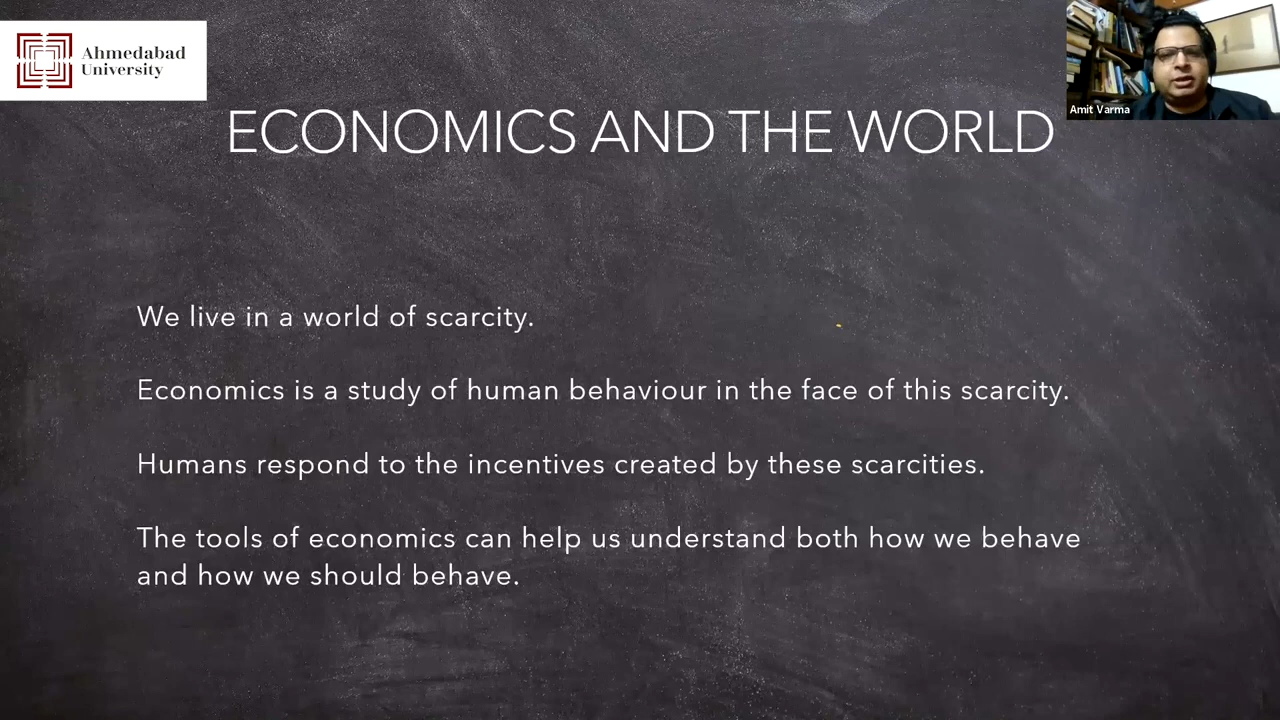 Ahmedabad
University
Amit Varma
ECONOMICS AND THE WORLD
We live in a world of scarcity.
Economics is a study of human behaviour in the face of this scarcity.
Humans respond to the incentives created by these scarcities.
The tools of economics can help us understand both how we behave
and how we should behave.